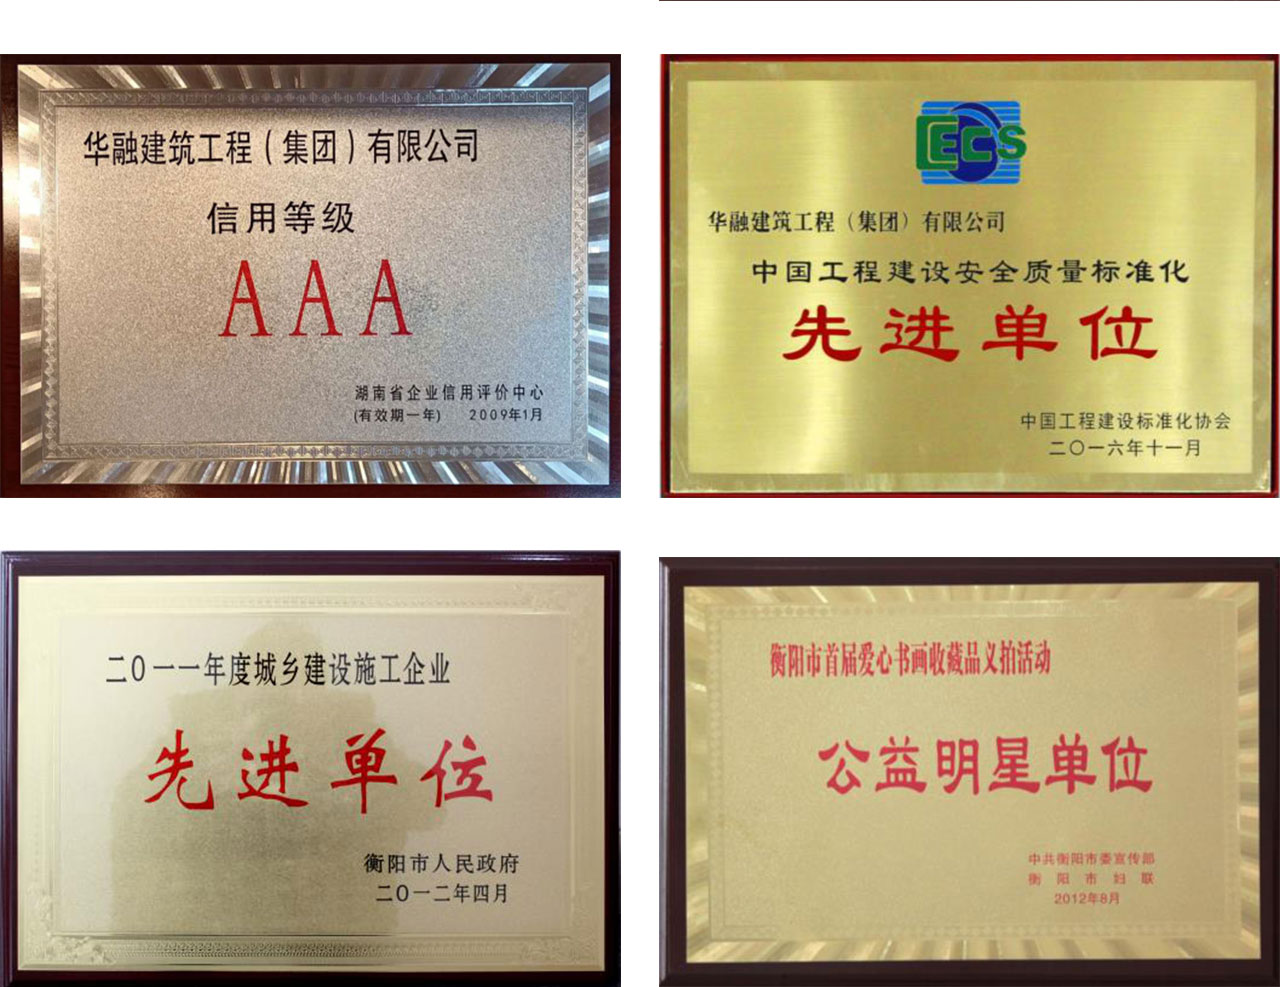 华融建筑工程(集团)有限公司
信用等级
AAA
湖南省企业信用评价中心
(有效期一年) 2009年1月
CECS
华融建筑工程(集团)有限公司
中国工程建设安全质量标准化
先进单位
中国工程建设标准化协会
二〇一六年十一月
二0一一年度城乡建设施工企业
先进单位
衡阳市人民政府
二〇一二年四月
衡阳市首届爱心书画收藏品义拍活动
公益明星单位
中共衡阳市委宣传部
衡阳市妇联
2012年8月